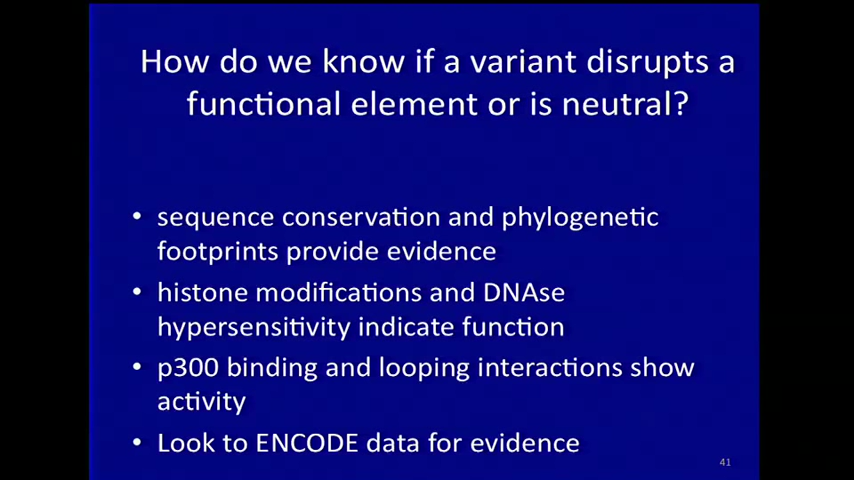 How do we know if a variant disrupts a
functional element or is neutral?
• sequence conservation and phylogenetic
footprints provide evidence
• histone modifications and DNAse
hypersensitivity indicate function
• p300 binding and looping interactions show
activity
• Look to ENCODE data for evidence
41